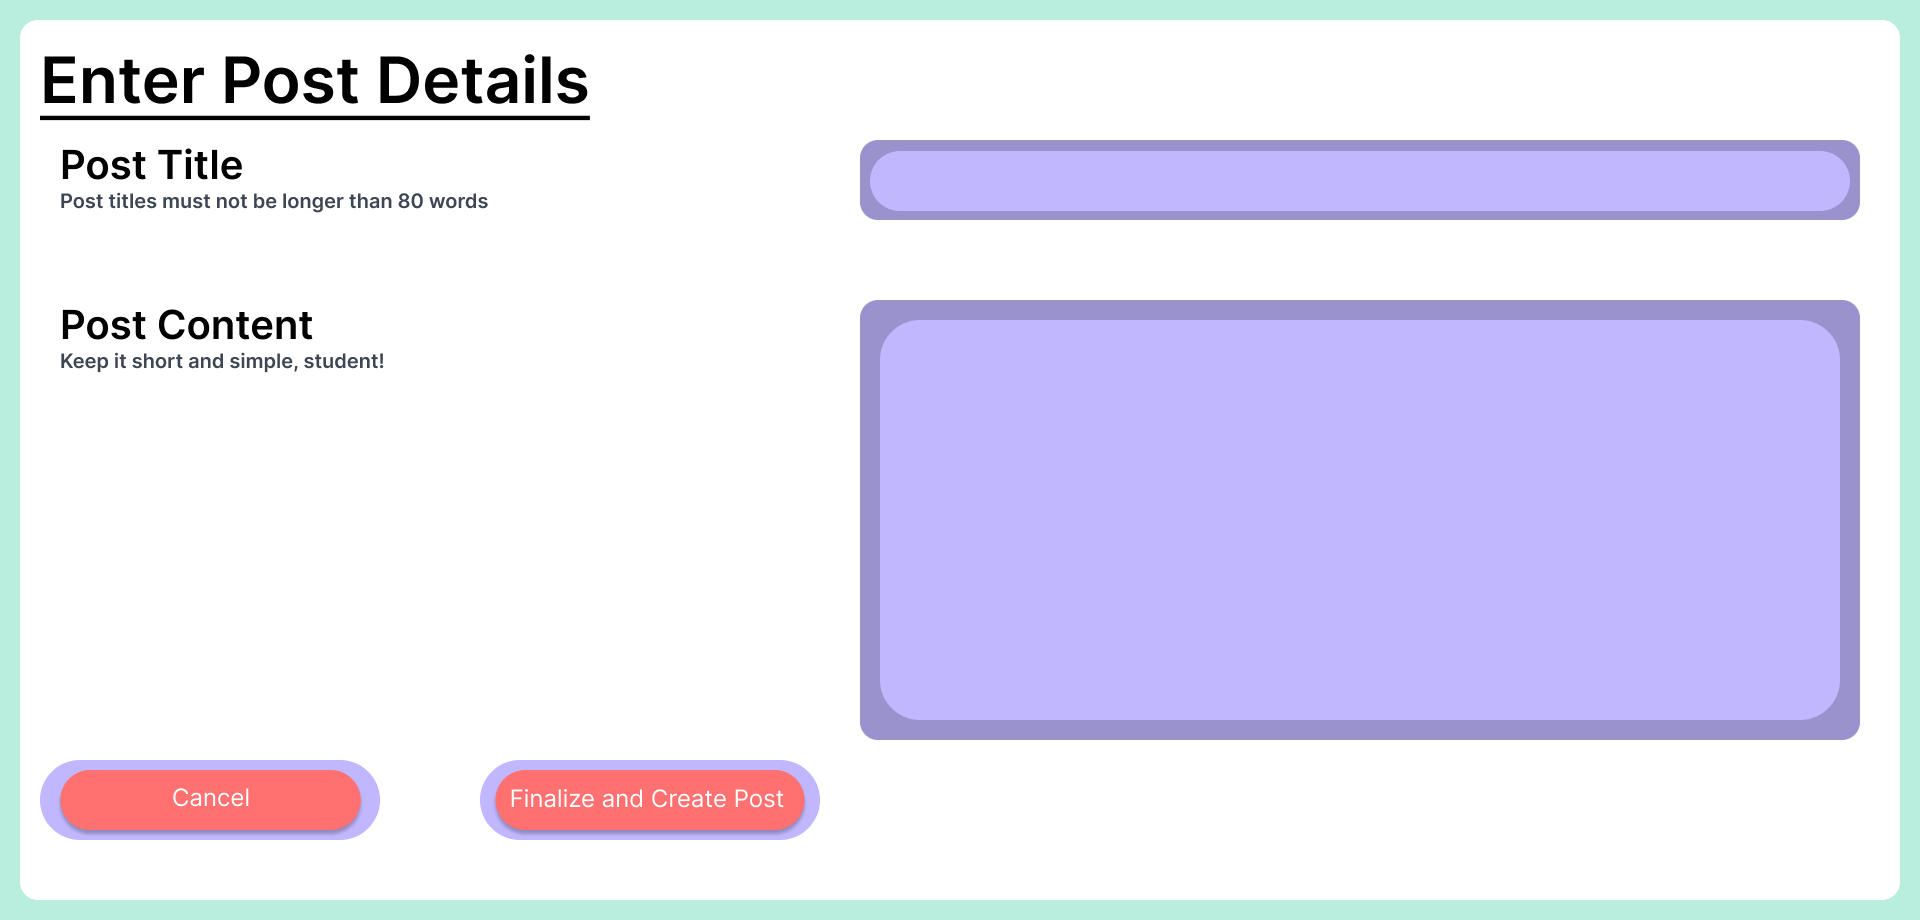 Enter Post Details
Post Title
Post titles must not be longer than 80 words
Post Content
Keep it short and simple, student!
Cancel
Finalize and Create Post